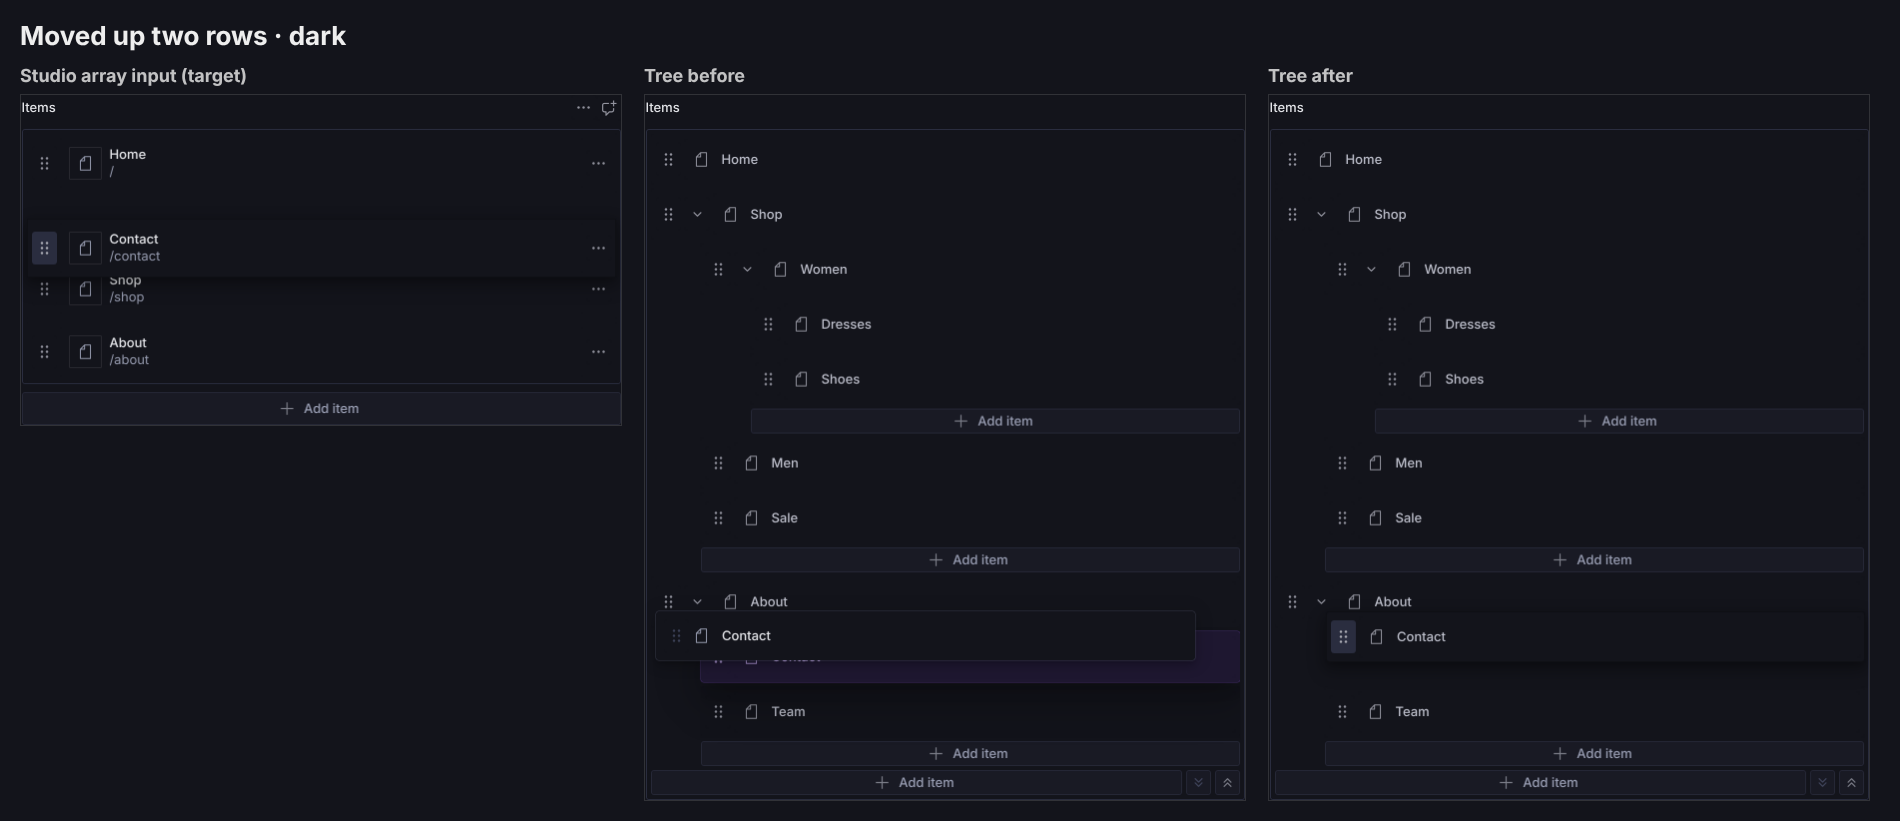 Moved up two rows · dark
Studio array input (target)
Items
Home
/
Contact
/contact
Shop
/shop
About
/about
Add item
Tree before
Items
Home
Shop
Women
Dresses
Shoes
Add item
Men
Sale
Add item
About
Contact
Contact
Team
Add item
Add item
Tree after
Items
Home
Shop
Women
Dresses
Shoes
Add item
Men
Sale
Add item
About
Contact
Team
Add item
Add item